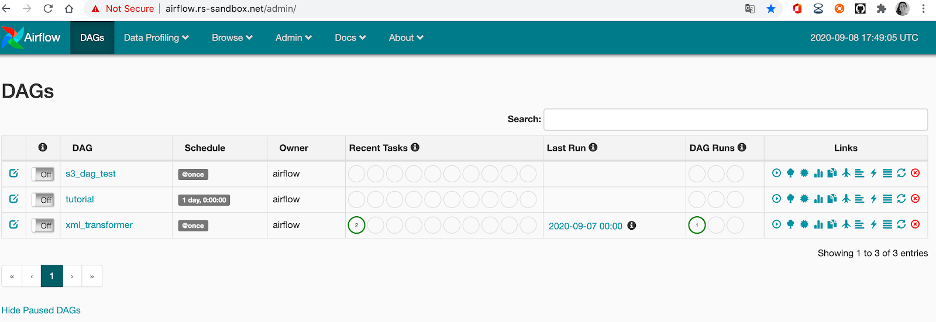 Not Secure | airflow.rs-sandbox.net/admin/
Airflow DAGs Data Profiling Browse Admin Docs About 2020-09-08 17:49:05 UTC
DAGs
Search:
DAG Schedule Owner Recent Tasks Last Run DAG Runs Links
Off s3_dag_test @once airflow
Off tutorial 1 day, 0:00:00 airflow
Off xml_transformer @once airflow 2 2020-09-07 00:00 1
Showing 1 to 3 of 3 entries
« ‹ 1 › »
Hide Paused DAGs